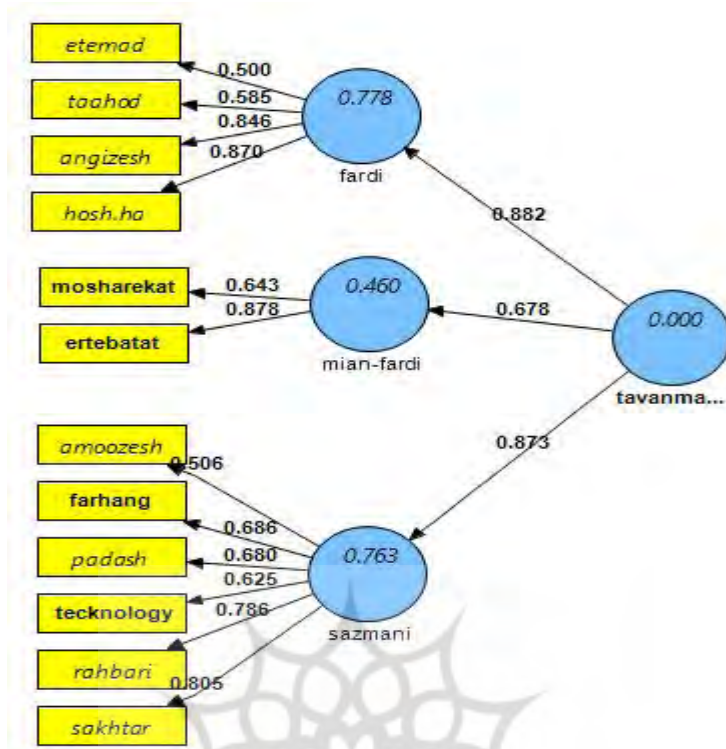 etemad
0.500
0.778
taahod
0.585
angizesh
0.846
fardi
hosh.ha
0.870
0.882
mosharekat
0.643
0.460
ertebatat
0.878
mian-fardi
0.678
0.000
tavanma...
0.873
amoozesh
0.506
farhang
0.686
padash
0.680
0.763
tecknology
0.625
sazmani
rahbari
0.786
sakhtar
0.805